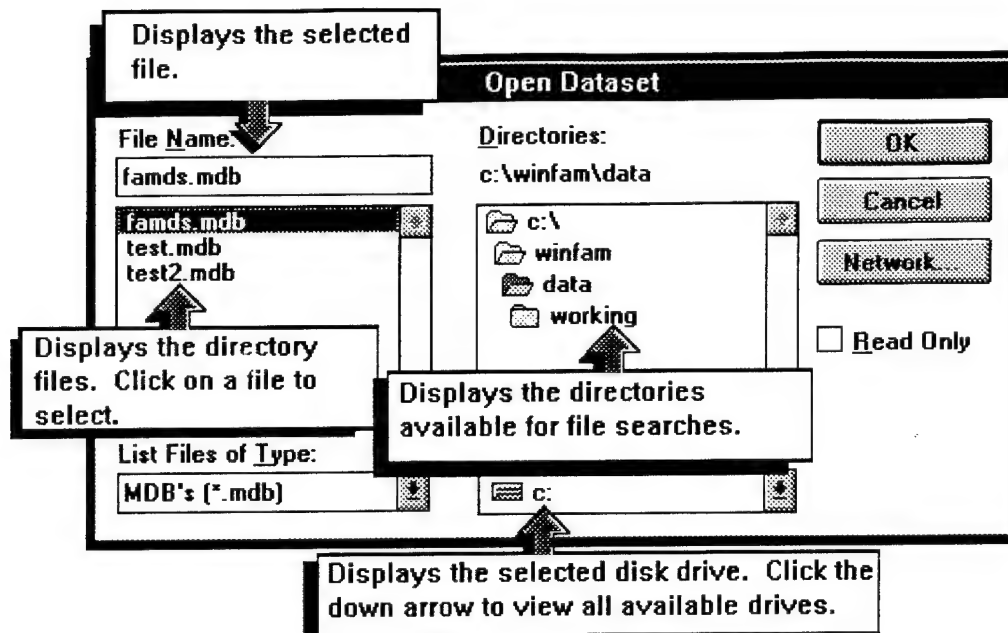 Displays the selected
file.
Open Dataset
File Name:
famds.mdb
famds.mdb
test.mdb
test2.mdb
Displays the directory
files. Click on a file to
select.
List Files of Type:
MDB's (*.mdb)
Directories:
c:\winfam\data
c:\
winfam
data
working
Displays the directories
available for file searches.
c:
Displays the selected disk drive. Click the
down arrow to view all available drives.
OK
Cancel
Network...
Read Only